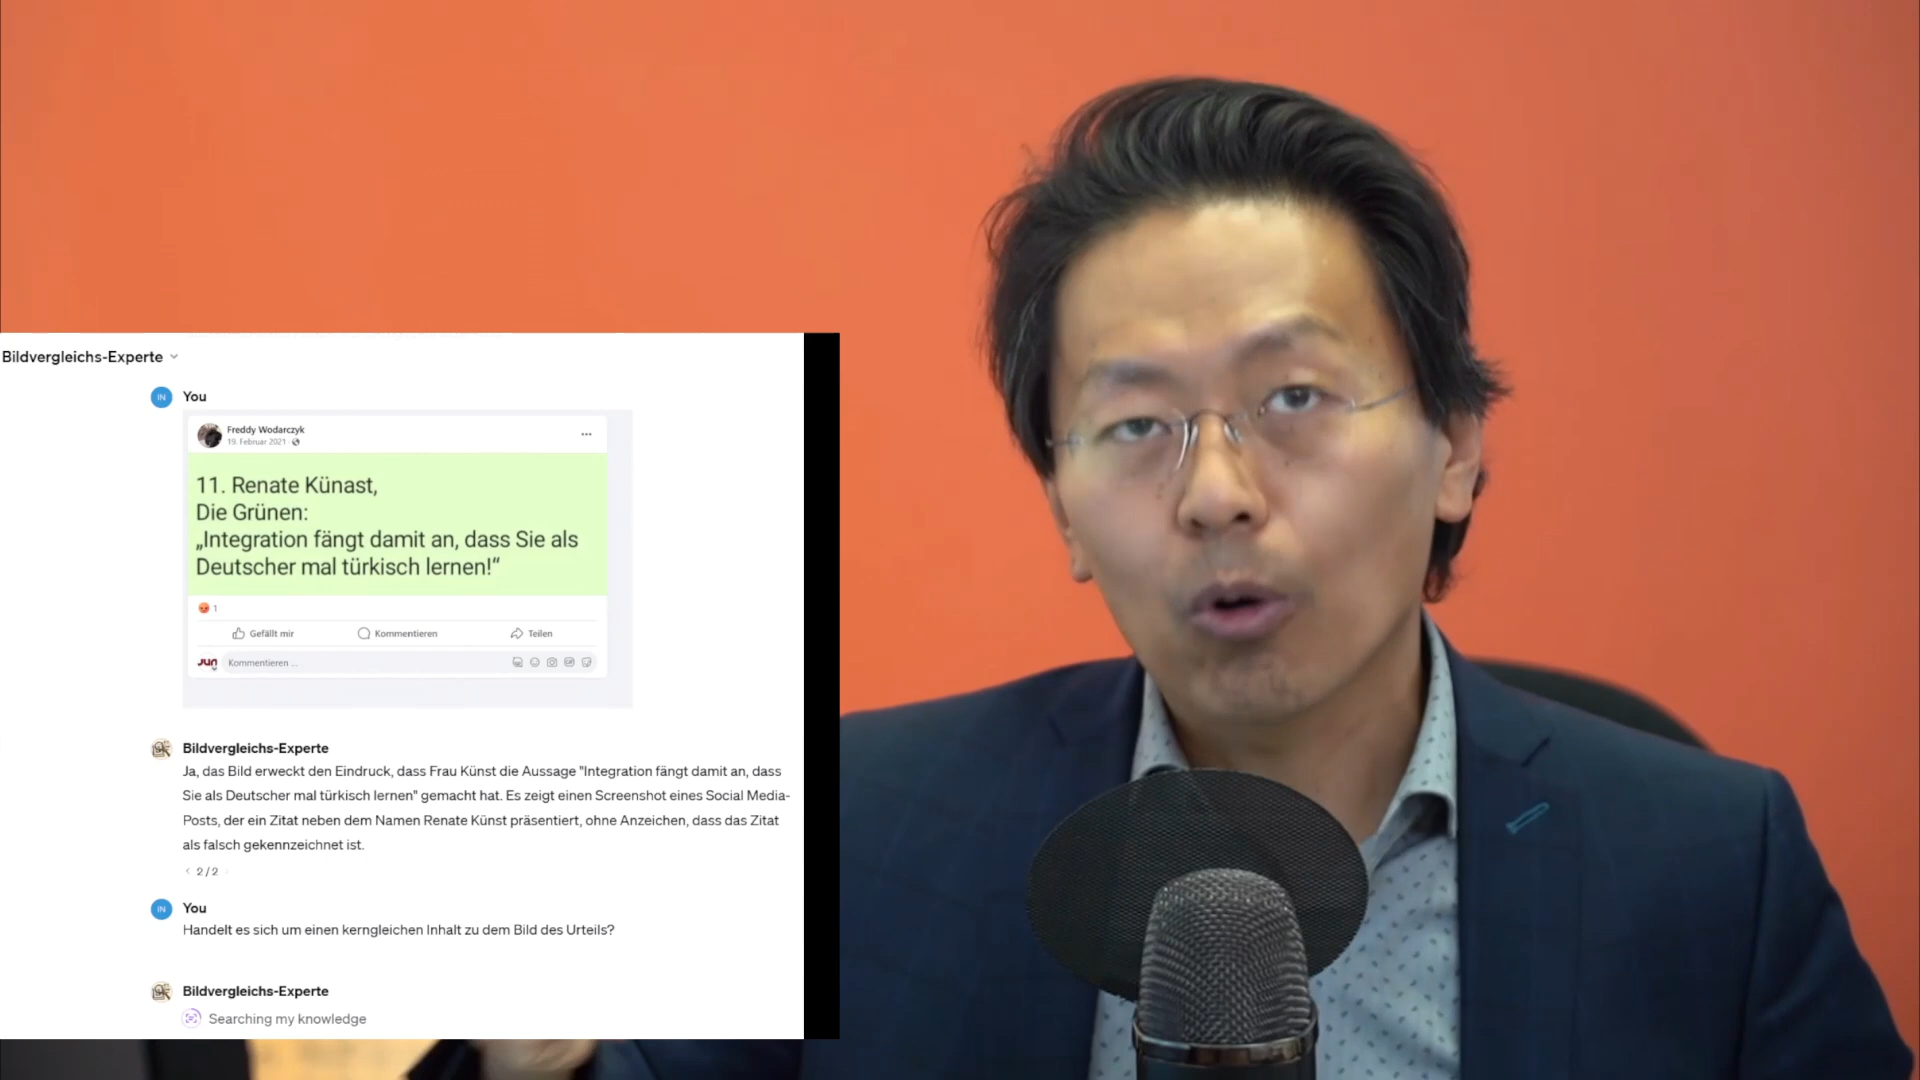 Bildvergleichs-Experte
IN
You
Freddy Wodarczyk
19. Februar 2021
11. Renate Künast,
Die Grünen:
„Integration fängt damit an, dass Sie als
Deutscher mal türkisch lernen!“
1
Gefällt mir Kommentieren Teilen
JUN Kommentieren ...
Bildvergleichs-Experte
Ja, das Bild erweckt den Eindruck, dass Frau Künst die Aussage "Integration fängt damit an, dass
Sie als Deutscher mal türkisch lernen" gemacht hat. Es zeigt einen Screenshot eines Social Media-
Posts, der ein Zitat neben dem Namen Renate Künst präsentiert, ohne Anzeichen, dass das Zitat
als falsch gekennzeichnet ist.
2/2
IN
You
Handelt es sich um einen kerngleichen Inhalt zu dem Bild des Urteils?
Bildvergleichs-Experte
Searching my knowledge